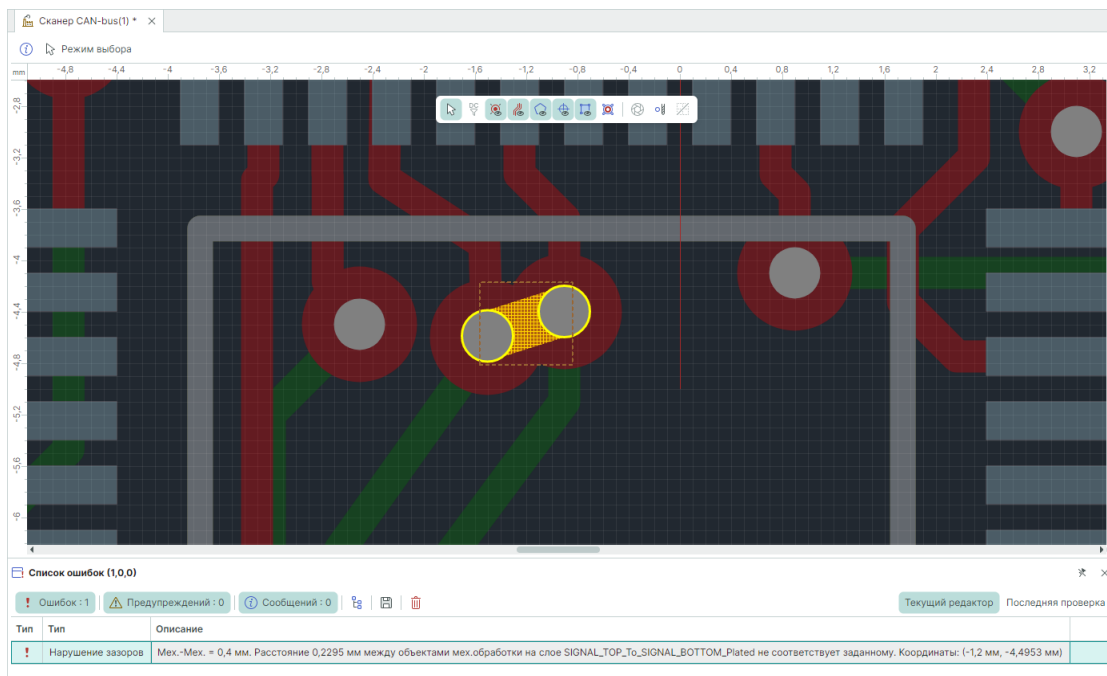 Сканер CAN-bus(1) *
Режим выбора
mm
-4,8 -4,4 -4 -3,6 -3,2 -2,8 -2,4 -2 -1,6 -1,2 -0,8 -0,4 0 0,4 0,8 1,2 1,6 2 2,4 2,8 3,2
-2,8
-3,2
-3,6
-4
-4,4
-4,8
-5,2
-5,6
-6
Список ошибок (1,0,0)
Ошибок : 1 Предупреждений : 0 Сообщений : 0 Текущий редактор Последняя проверка
Тип Тип Описание
Нарушение зазоров Мех.-Мех. = 0,4 мм. Расстояние 0,2295 мм между объектами мех.обработки на слое SIGNAL_TOP_To_SIGNAL_BOTTOM_Plated не соответствует заданному. Координаты: (-1,2 мм, -4,4953 мм)